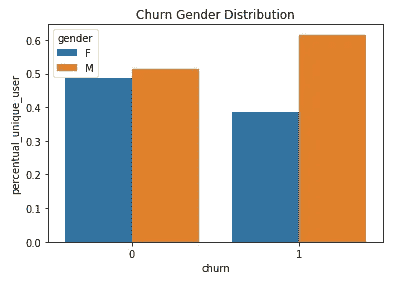 Churn Gender Distribution
gender
F
M
percentual_unique_user
0.6
0.5
0.4
0.3
0.2
0.1
0.0
0 1
churn